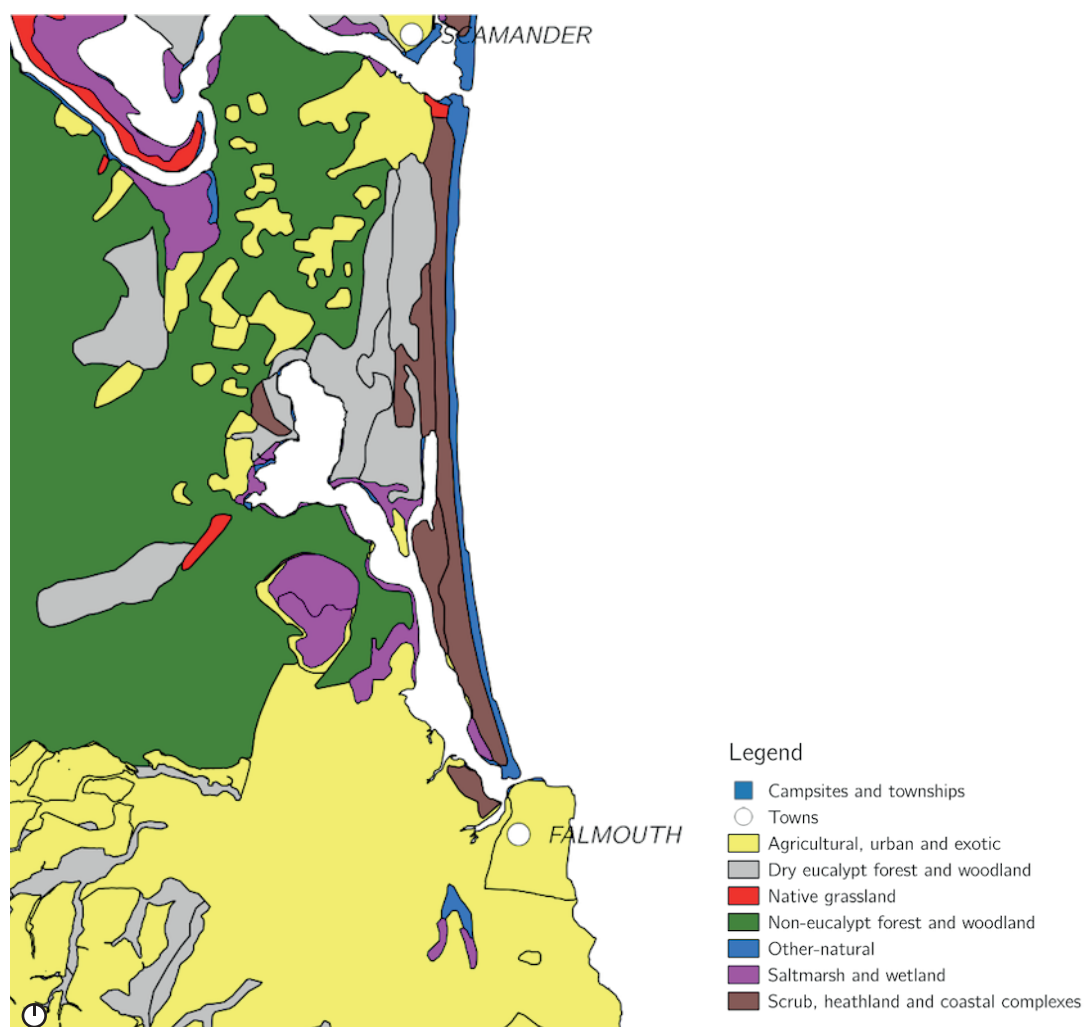 SCAMANDER
FALMOUTH
Legend
Campsites and townships
Towns
Agricultural, urban and exotic
Dry eucalypt forest and woodland
Native grassland
Non-eucalypt forest and woodland
Other-natural
Saltmarsh and wetland
Scrub, heathland and coastal complexes